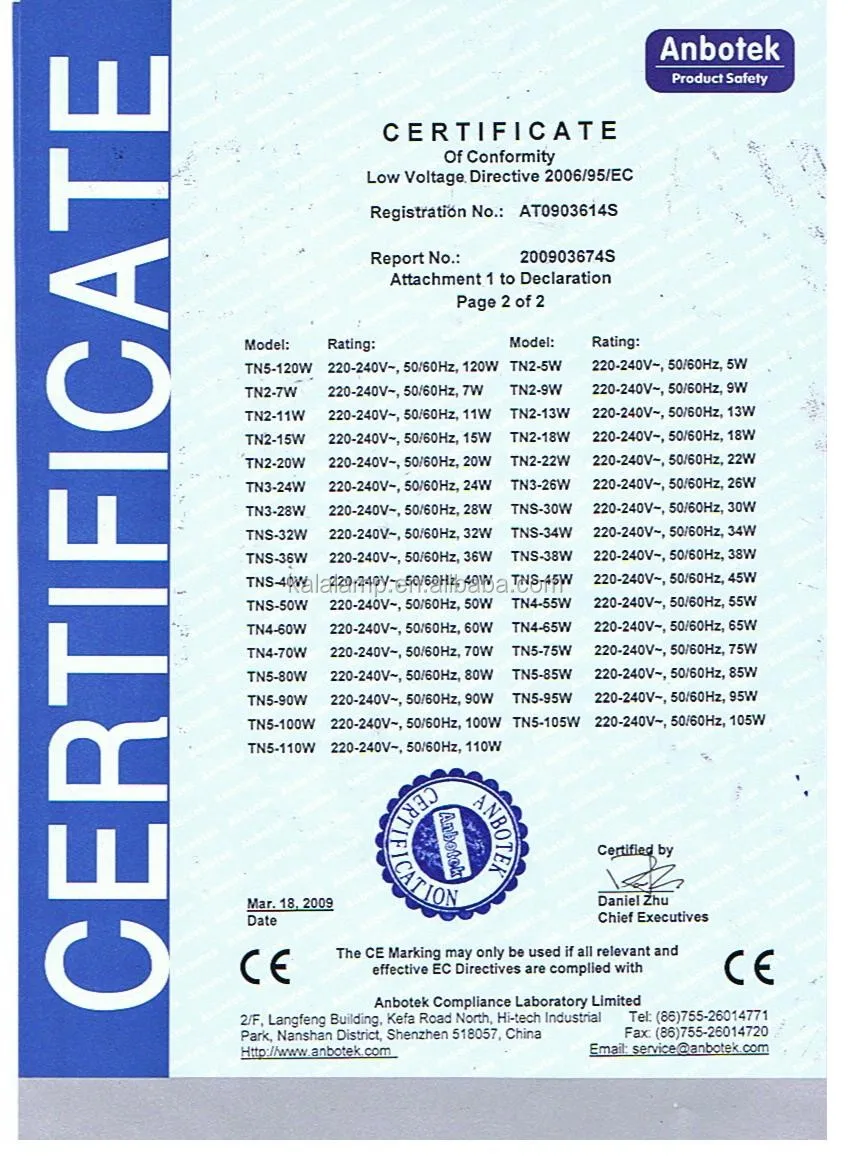 CERTIFICATE
Anbotek
Product Safety
CERTIFICATE
Of Conformity
Low Voltage Directive 2006/95/EC
Registration No.: AT0903614S
Report No.: 200903674S
Attachment 1 to Declaration
Page 2 of 2
Model: Rating: Model: Rating:
TN5-120W 220-240V~, 50/60Hz, 120W TN2-5W 220-240V~, 50/60Hz, 5W
TN2-7W 220-240V~, 50/60Hz, 7W TN2-9W 220-240V~, 50/60Hz, 9W
TN2-11W 220-240V~, 50/60Hz, 11W TN2-13W 220-240V~, 50/60Hz, 13W
TN2-15W 220-240V~, 50/60Hz, 15W TN2-18W 220-240V~, 50/60Hz, 18W
TN2-20W 220-240V~, 50/60Hz, 20W TN2-22W 220-240V~, 50/60Hz, 22W
TN3-24W 220-240V~, 50/60Hz, 24W TN3-26W 220-240V~, 50/60Hz, 26W
TN3-28W 220-240V~, 50/60Hz, 28W TNS-30W 220-240V~, 50/60Hz, 30W
TNS-32W 220-240V~, 50/60Hz, 32W TNS-34W 220-240V~, 50/60Hz, 34W
TNS-36W 220-240V~, 50/60Hz, 36W TNS-38W 220-240V~, 50/60Hz, 38W
TNS-40W 220-240V~, 50/60Hz, 40W TNS-45W 220-240V~, 50/60Hz, 45W
kalalamp.en.alibaba.com
TNS-50W 220-240V~, 50/60Hz, 50W TN4-55W 220-240V~, 50/60Hz, 55W
TN4-60W 220-240V~, 50/60Hz, 60W TN4-65W 220-240V~, 50/60Hz, 65W
TN4-70W 220-240V~, 50/60Hz, 70W TN5-75W 220-240V~, 50/60Hz, 75W
TN5-80W 220-240V~, 50/60Hz, 80W TN5-85W 220-240V~, 50/60Hz, 85W
TN5-90W 220-240V~, 50/60Hz, 90W TN5-95W 220-240V~, 50/60Hz, 95W
TN5-100W 220-240V~, 50/60Hz, 100W TN5-105W 220-240V~, 50/60Hz, 105W
TN5-110W 220-240V~, 50/60Hz, 110W
ANBOTEK
Anbotek
CERTIFICATION
Certified by
Mar. 18, 2009
Date
Daniel Zhu
Chief Executives
CE
The CE Marking may only be used if all relevant and
effective EC Directives are complied with
CE
Anbotek Compliance Laboratory Limited
2/F, Langfeng Building, Kefa Road North, Hi-tech Industrial Tel: (86)755-26014771
Park, Nanshan District, Shenzhen 518057, China Fax: (86)755-26014720
Http://www.anbotek.com Email: service@anbotek.com